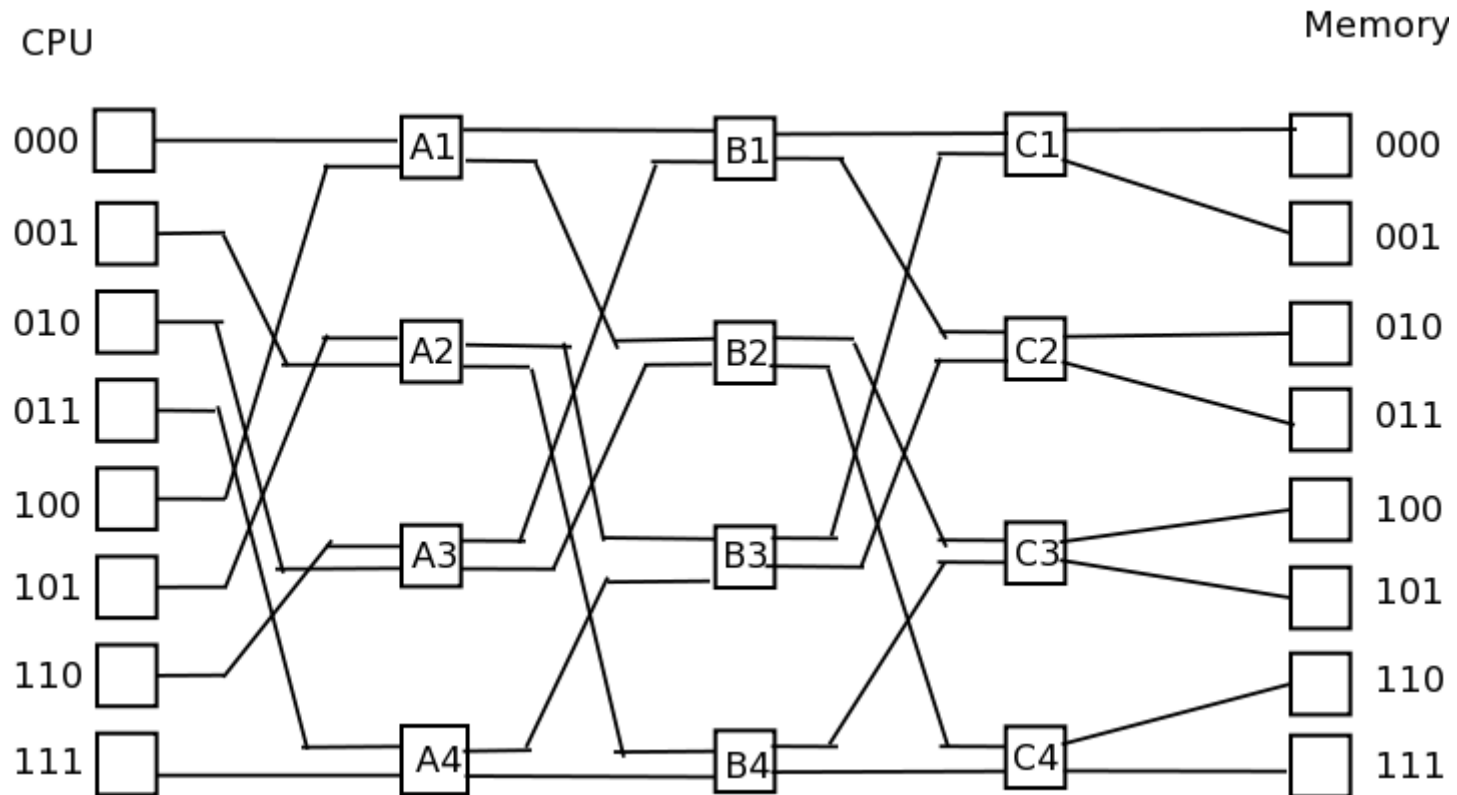 CPU
Memory
000 A1 B1 C1 000
001 001
010 A2 B2 C2 010
011 011
100 100
101 A3 B3 C3 101
110 110
111 A4 B4 C4 111